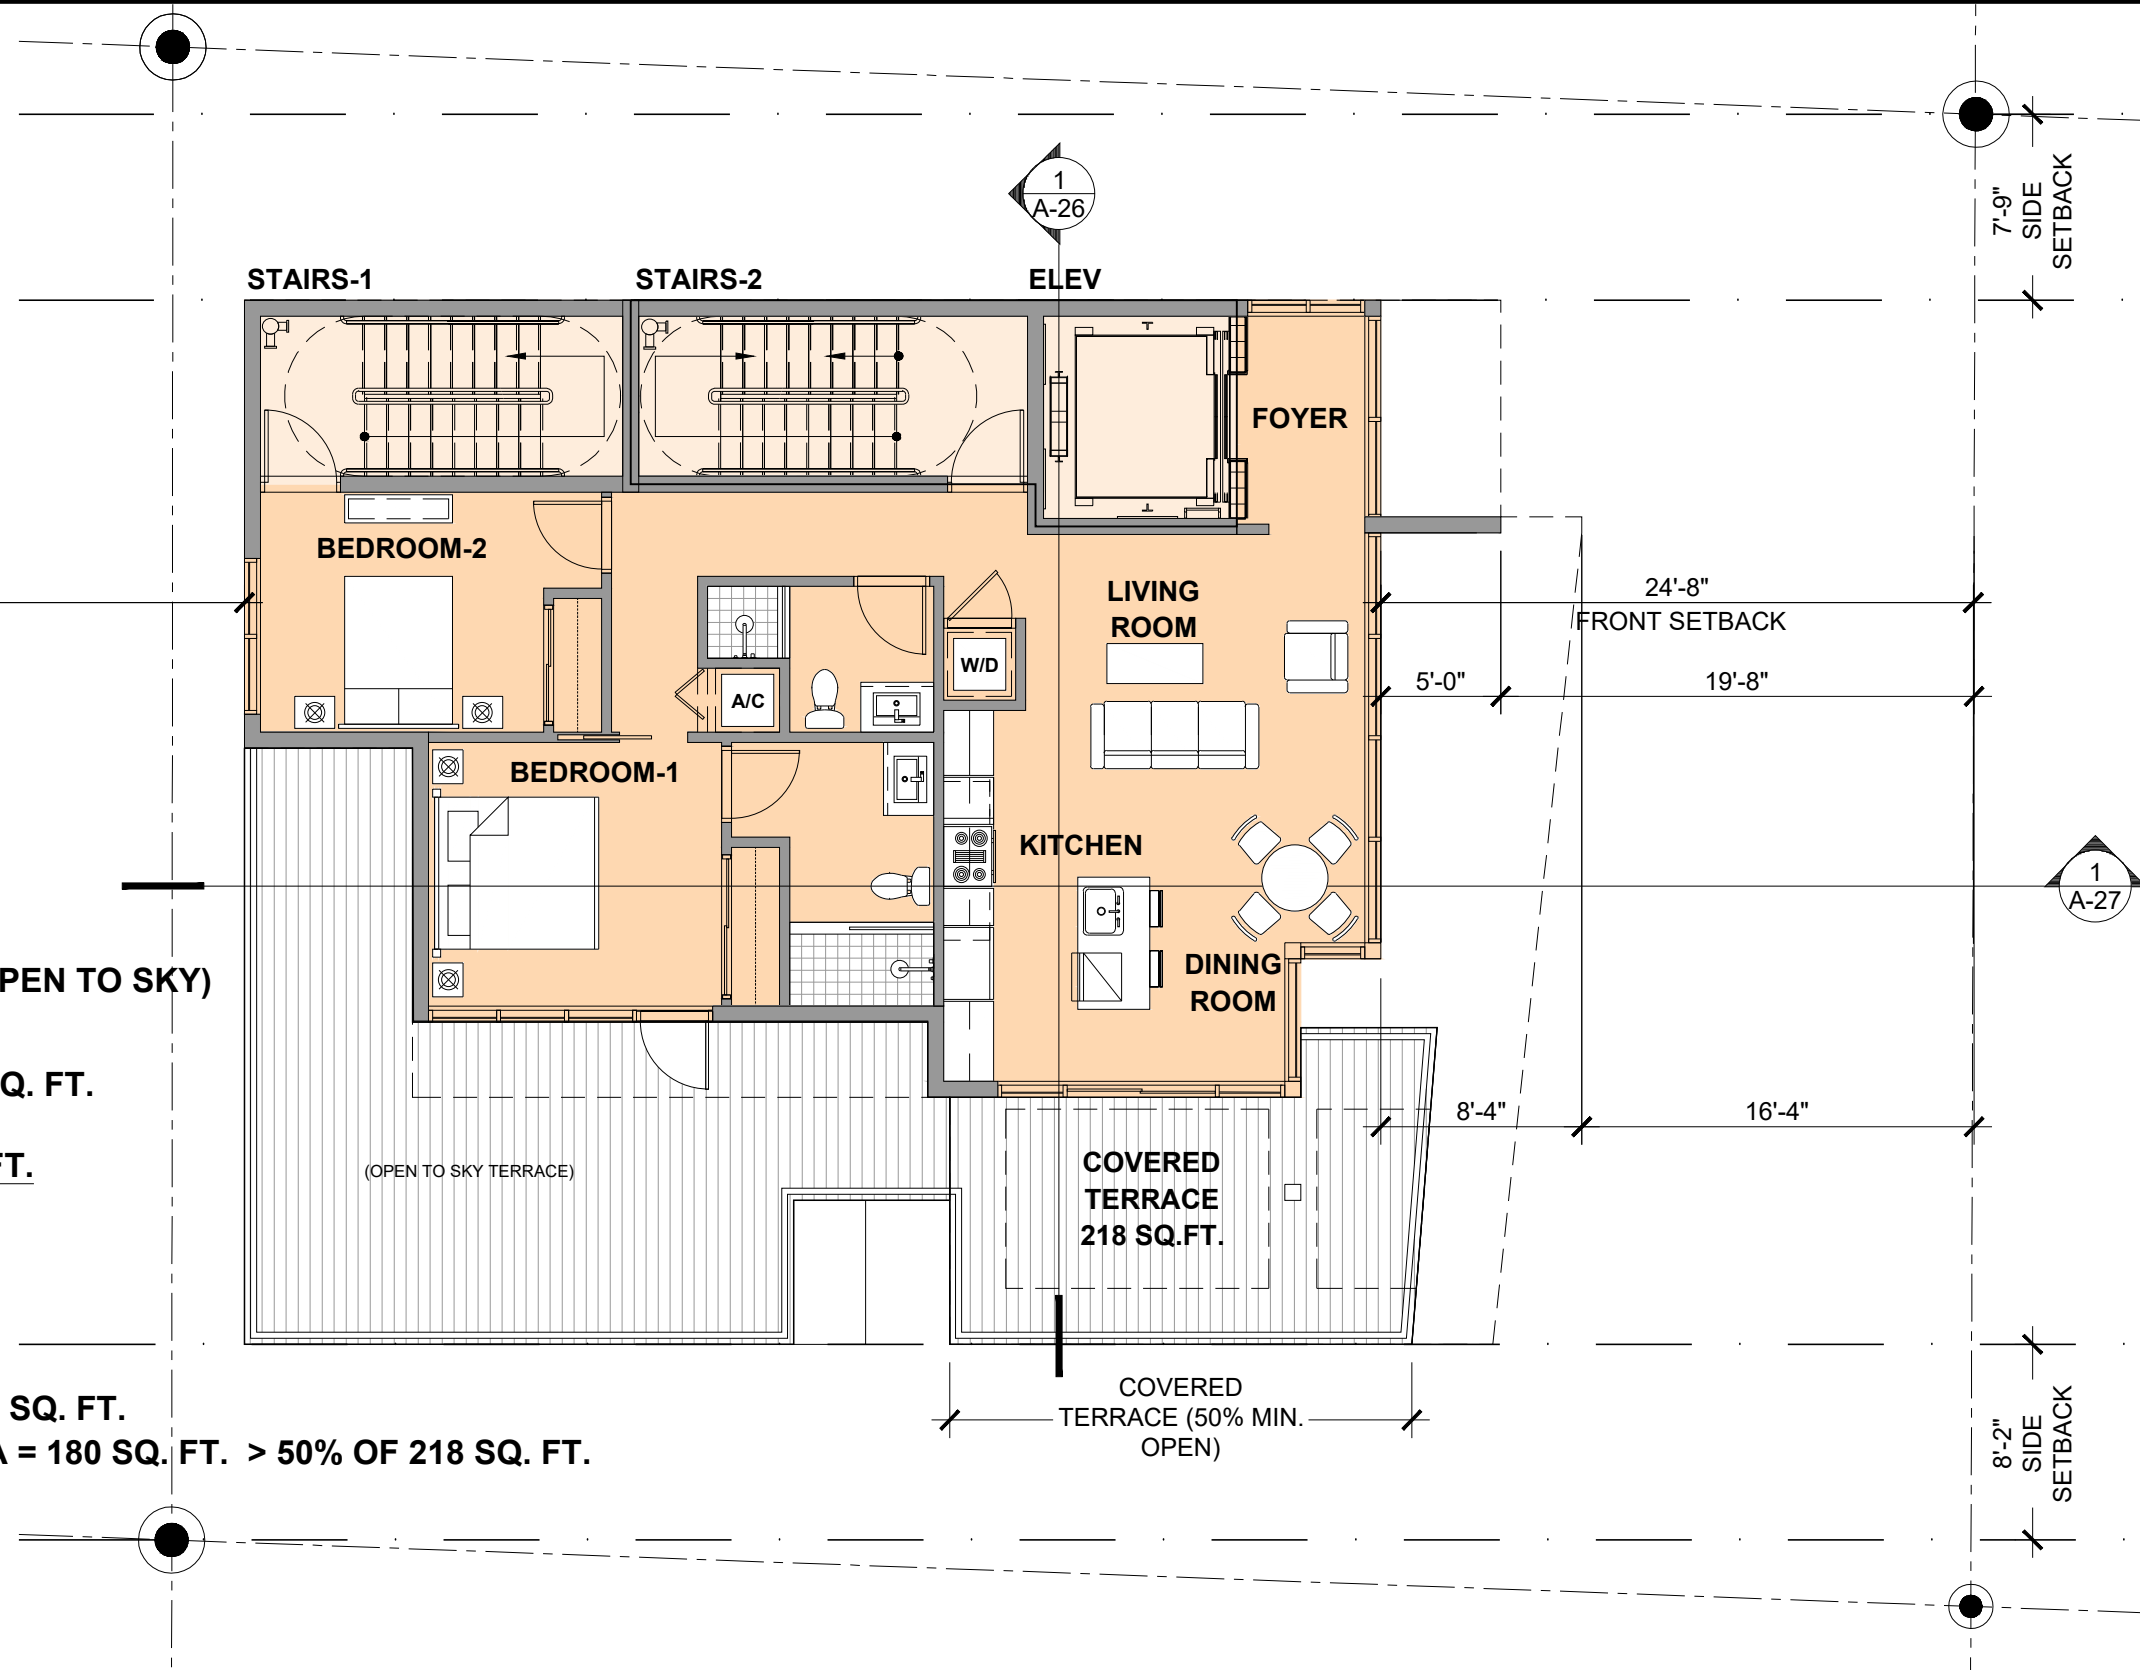 1
A-26
7'-9"
SIDE
SETBACK
STAIRS-1
STAIRS-2
ELEV
FOYER
BEDROOM-2
LIVING
ROOM
24'-8"
FRONT SETBACK
W/D
A/C
5'-0"
19'-8"
BEDROOM-1
KITCHEN
1
A-27
DINING
ROOM
PEN TO SKY)
Q. FT.
8'-4"
16'-4"
FT.
(OPEN TO SKY TERRACE)
COVERED
TERRACE
218 SQ.FT.
COVERED
TERRACE (50% MIN.
OPEN)
8'-2"
SIDE
SETBACK
SQ. FT.
A = 180 SQ. FT. > 50% OF 218 SQ. FT.